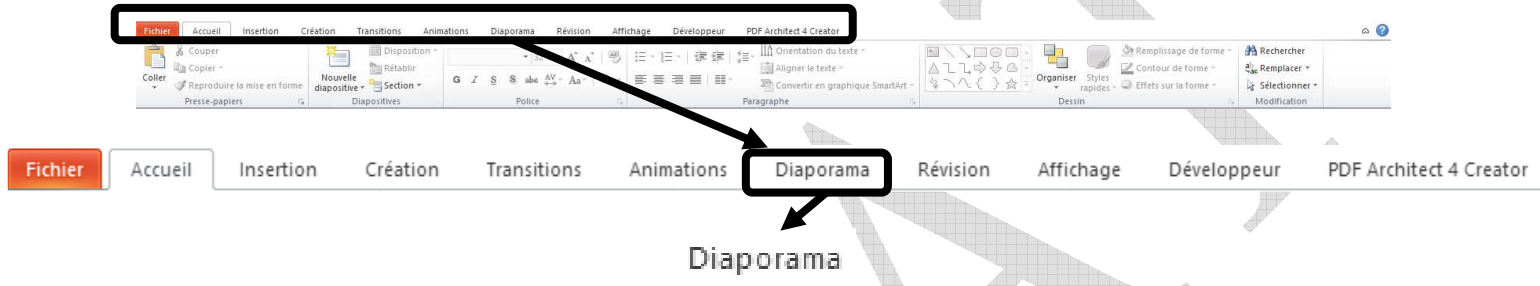 Fichier Accueil Insertion Création Transitions Animations Diaporama Révision Affichage Développeur PDF Architect 4 Creator
Couper Disposition Orientation du texte Remplissage de forme Rechercher
Copier Rétablir Aligner le texte Contour de forme Remplacer
Coller Reproduire la mise en forme Nouvelle diapositive Section G I S S abc AV Aa Convertir en graphique SmartArt Organiser Styles rapides Effets sur la forme Sélectionner
Presse-papiers Diapositives Police Paragraphe Dessin Modification
Fichier Accueil Insertion Création Transitions Animations Diaporama Révision Affichage Développeur PDF Architect 4 Creator
Diaporama